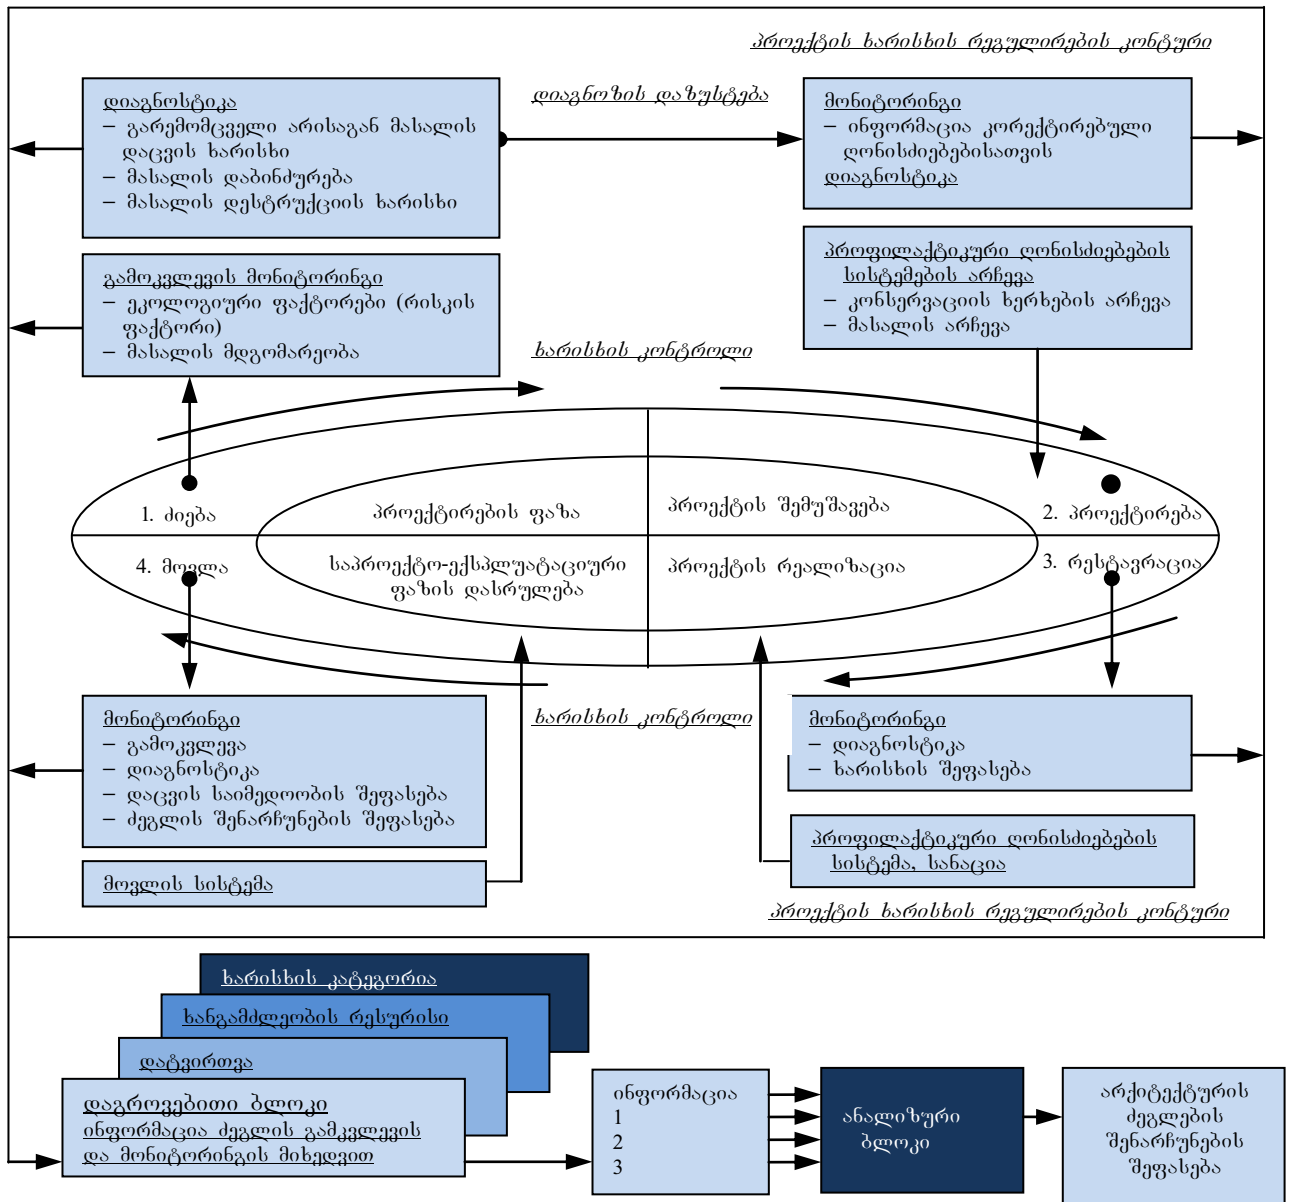 პროექტის ხარისხის რეგულირების კონტური
დიაგნოსტიკა
– გარემომცველი არისაგან მასალის
დაცვის ხარისხი
– მასალის დაბინძურება
– მასალის დესტრუქციის ხარისხი
დიაგნოზის დაზუსტება
მონიტორინგი
– ინფორმაცია კორექტირებული
ღონისძიებებისათვის
დიაგნოსტიკა
გამოკვლევის მონიტორინგი
– ეკოლოგიური ფაქტორები (რისკის
ფაქტორი)
– მასალის მდგომარეობა
პროფილაქტიკური ღონისძიებების
სისტემების არჩევა
– კონსერვაციის ხერხების არჩევა
– მასალის არჩევა
ხარისხის კონტროლი
1. ძიება
პროექტირების ფაზა
პროექტის შემუშავება
2. პროექტირება
4. მოვლა
საპროექტო-ექსპლუატაციური
ფაზის დასრულება
პროექტის რეალიზაცია
3. რესტავრაცია
მონიტორინგი
– გამოკვლევა
– დიაგნოსტიკა
– დაცვის საიმედოობის შეფასება
– ძეგლის შენარჩუნების შეფასება
ხარისხის კონტროლი
მონიტორინგი
– დიაგნოსტიკა
– ხარისხის შეფასება
მოვლის სისტემა
პროფილაქტიკური ღონისძიებების
სისტემა, სანაცია
პროექტის ხარისხის რეგულირების კონტური
ხარისხის კატეგორია
ხანგამძლეობის რესურისი
დატვირთვა
დაგროვებითი ბლოკი
ინფორმაცია ძეგლის გამკვლევის
და მონიტორინგის მიხედვით
ინფორმაცია
1
2
3
ანალიზური
ბლოკი
არქიტექტურის
ძეგლების
შენარჩუნების
შეფასება